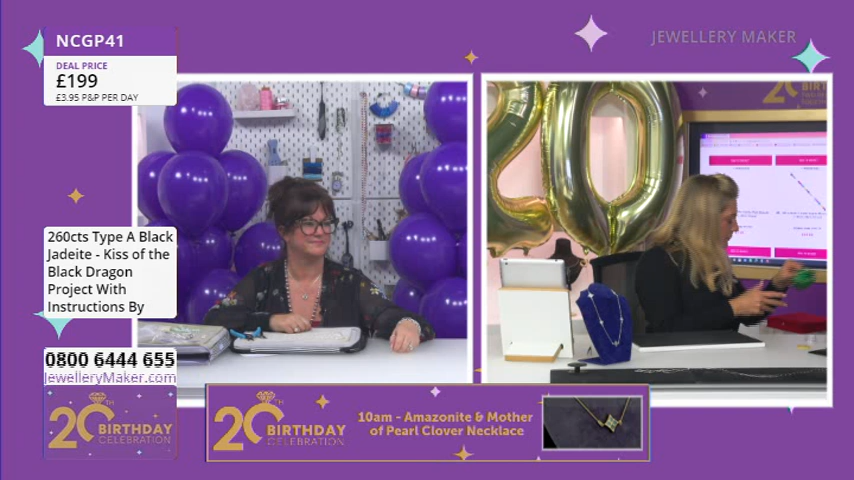 NCGP41
DEAL PRICE
£199
£3.95 P&P PER DAY
JEWELLERY MAKER
20
260cts Type A Black
Jadeite - Kiss of the
Black Dragon
Project With
Instructions By
0800 6444 655
JewelleryMaker.com
20TH
BIRTHDAY
CELEBRATION
20TH
BIRTHDAY
CELEBRATION
10am - Amazonite & Mother
of Pearl Clover Necklace